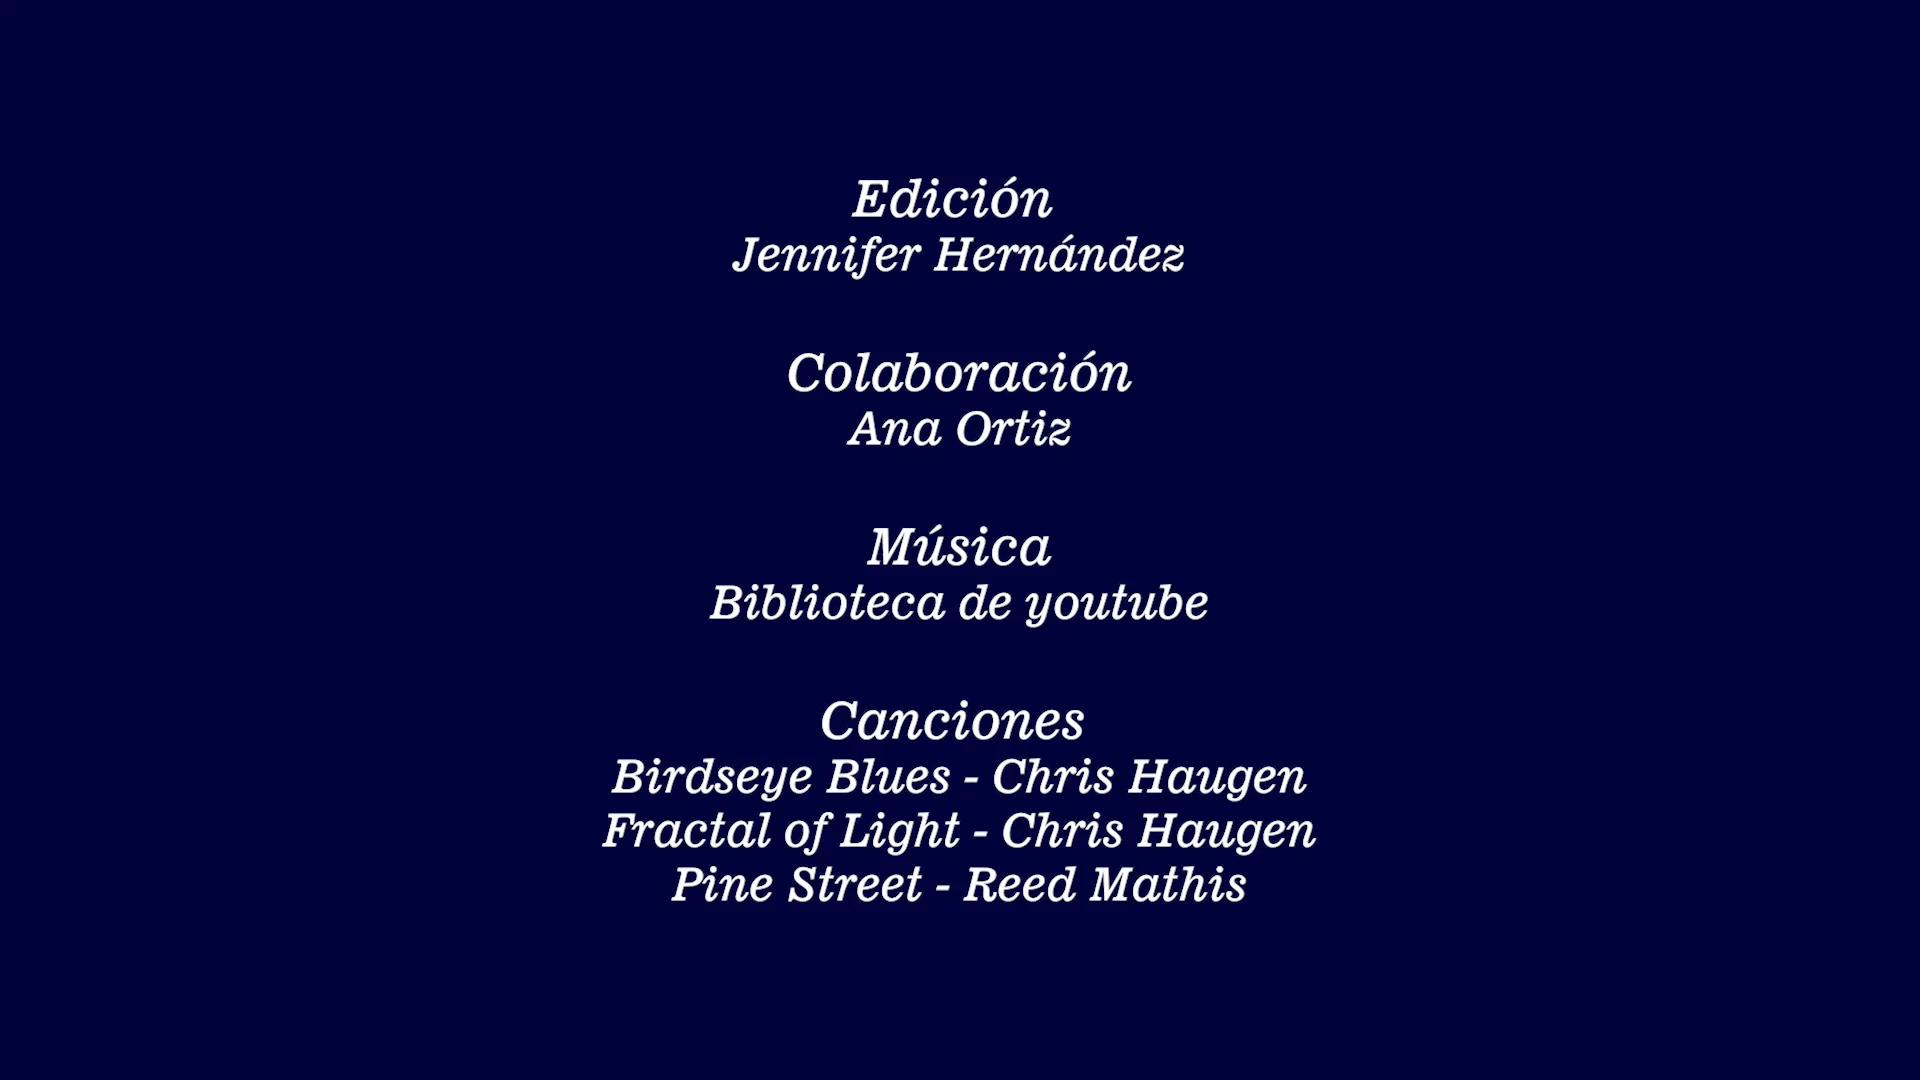 Edición
Jennifer Hernández
Colaboración
Ana Ortiz
Música
Biblioteca de youtube
Canciones
Birdseye Blues - Chris Haugen
Fractal of Light - Chris Haugen
Pine Street - Reed Mathis